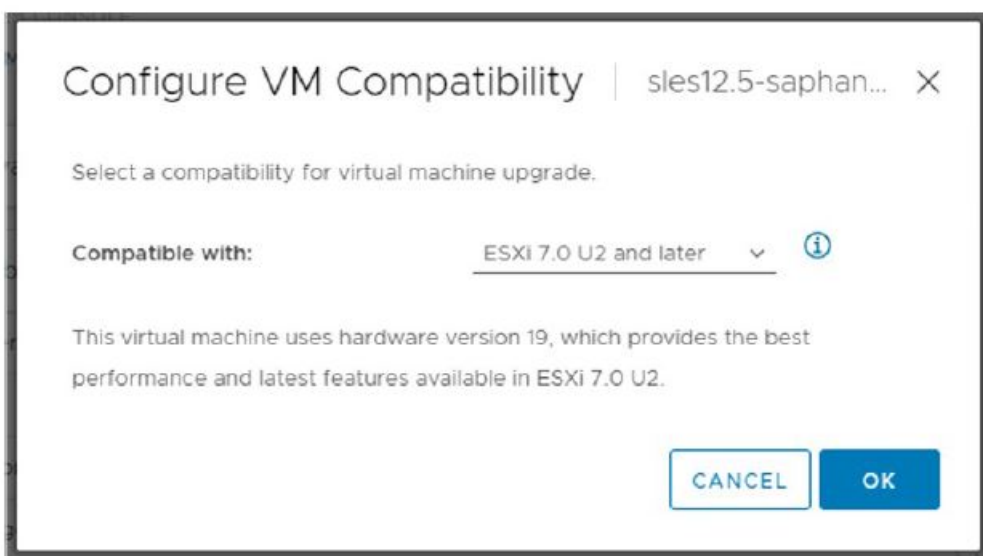 Configure VM Compatibility
sles12.5-saphan...
Select a compatibility for virtual machine upgrade.
Compatible with:
ESXi 7.0 U2 and later
This virtual machine uses hardware version 19, which provides the best
performance and latest features available in ESXi 7.0 U2.
CANCEL
OK